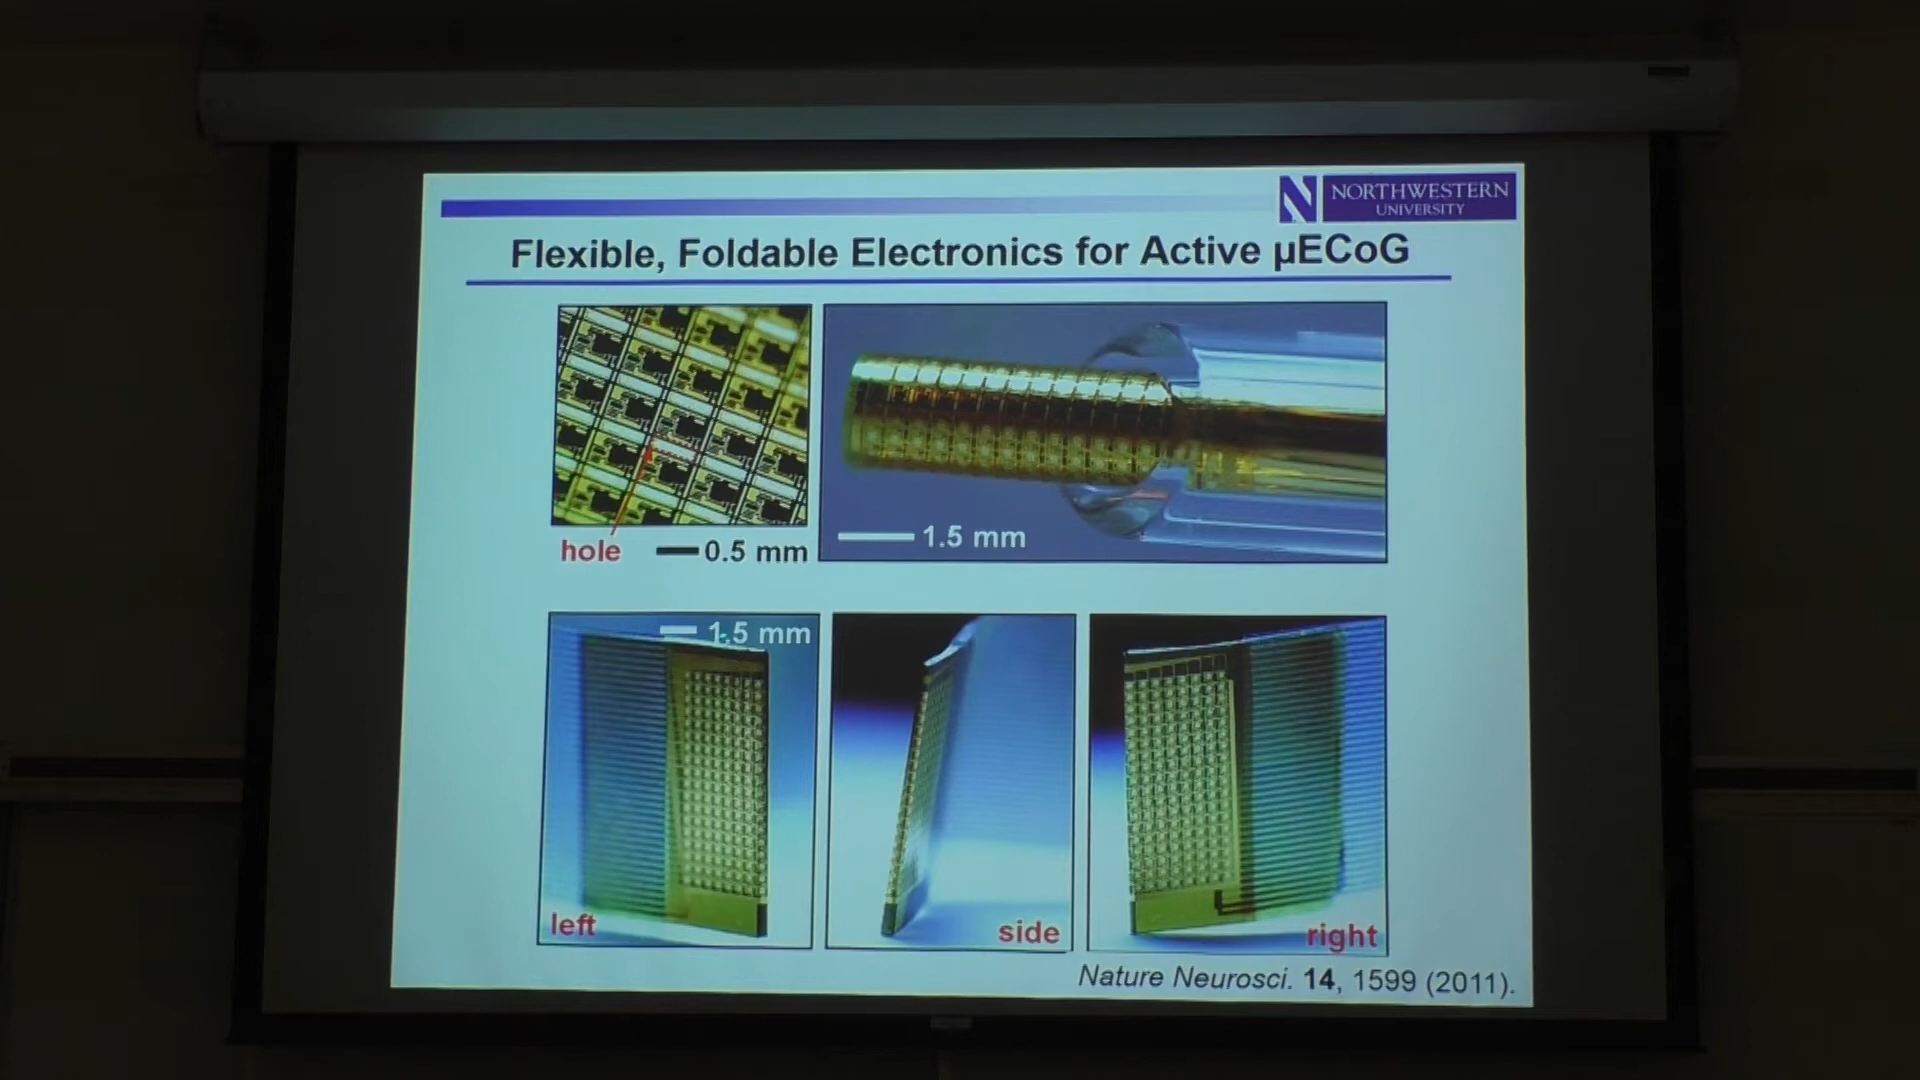 NORTHWESTERN
UNIVERSITY
Flexible, Foldable Electronics for Active µECoG
hole
0.5 mm
1.5 mm
1.5 mm
left
side
right
Nature Neurosci. 14, 1599 (2011).